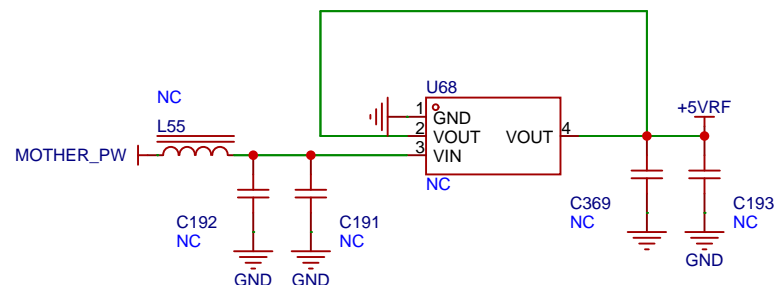 U68
NC
+5VRF
L55
1
GND
2
VOUT
VOUT
4
MOTHER_PW
3
VIN
NC
C369
NC
C193
NC
C192
NC
C191
NC
GND
GND
GND